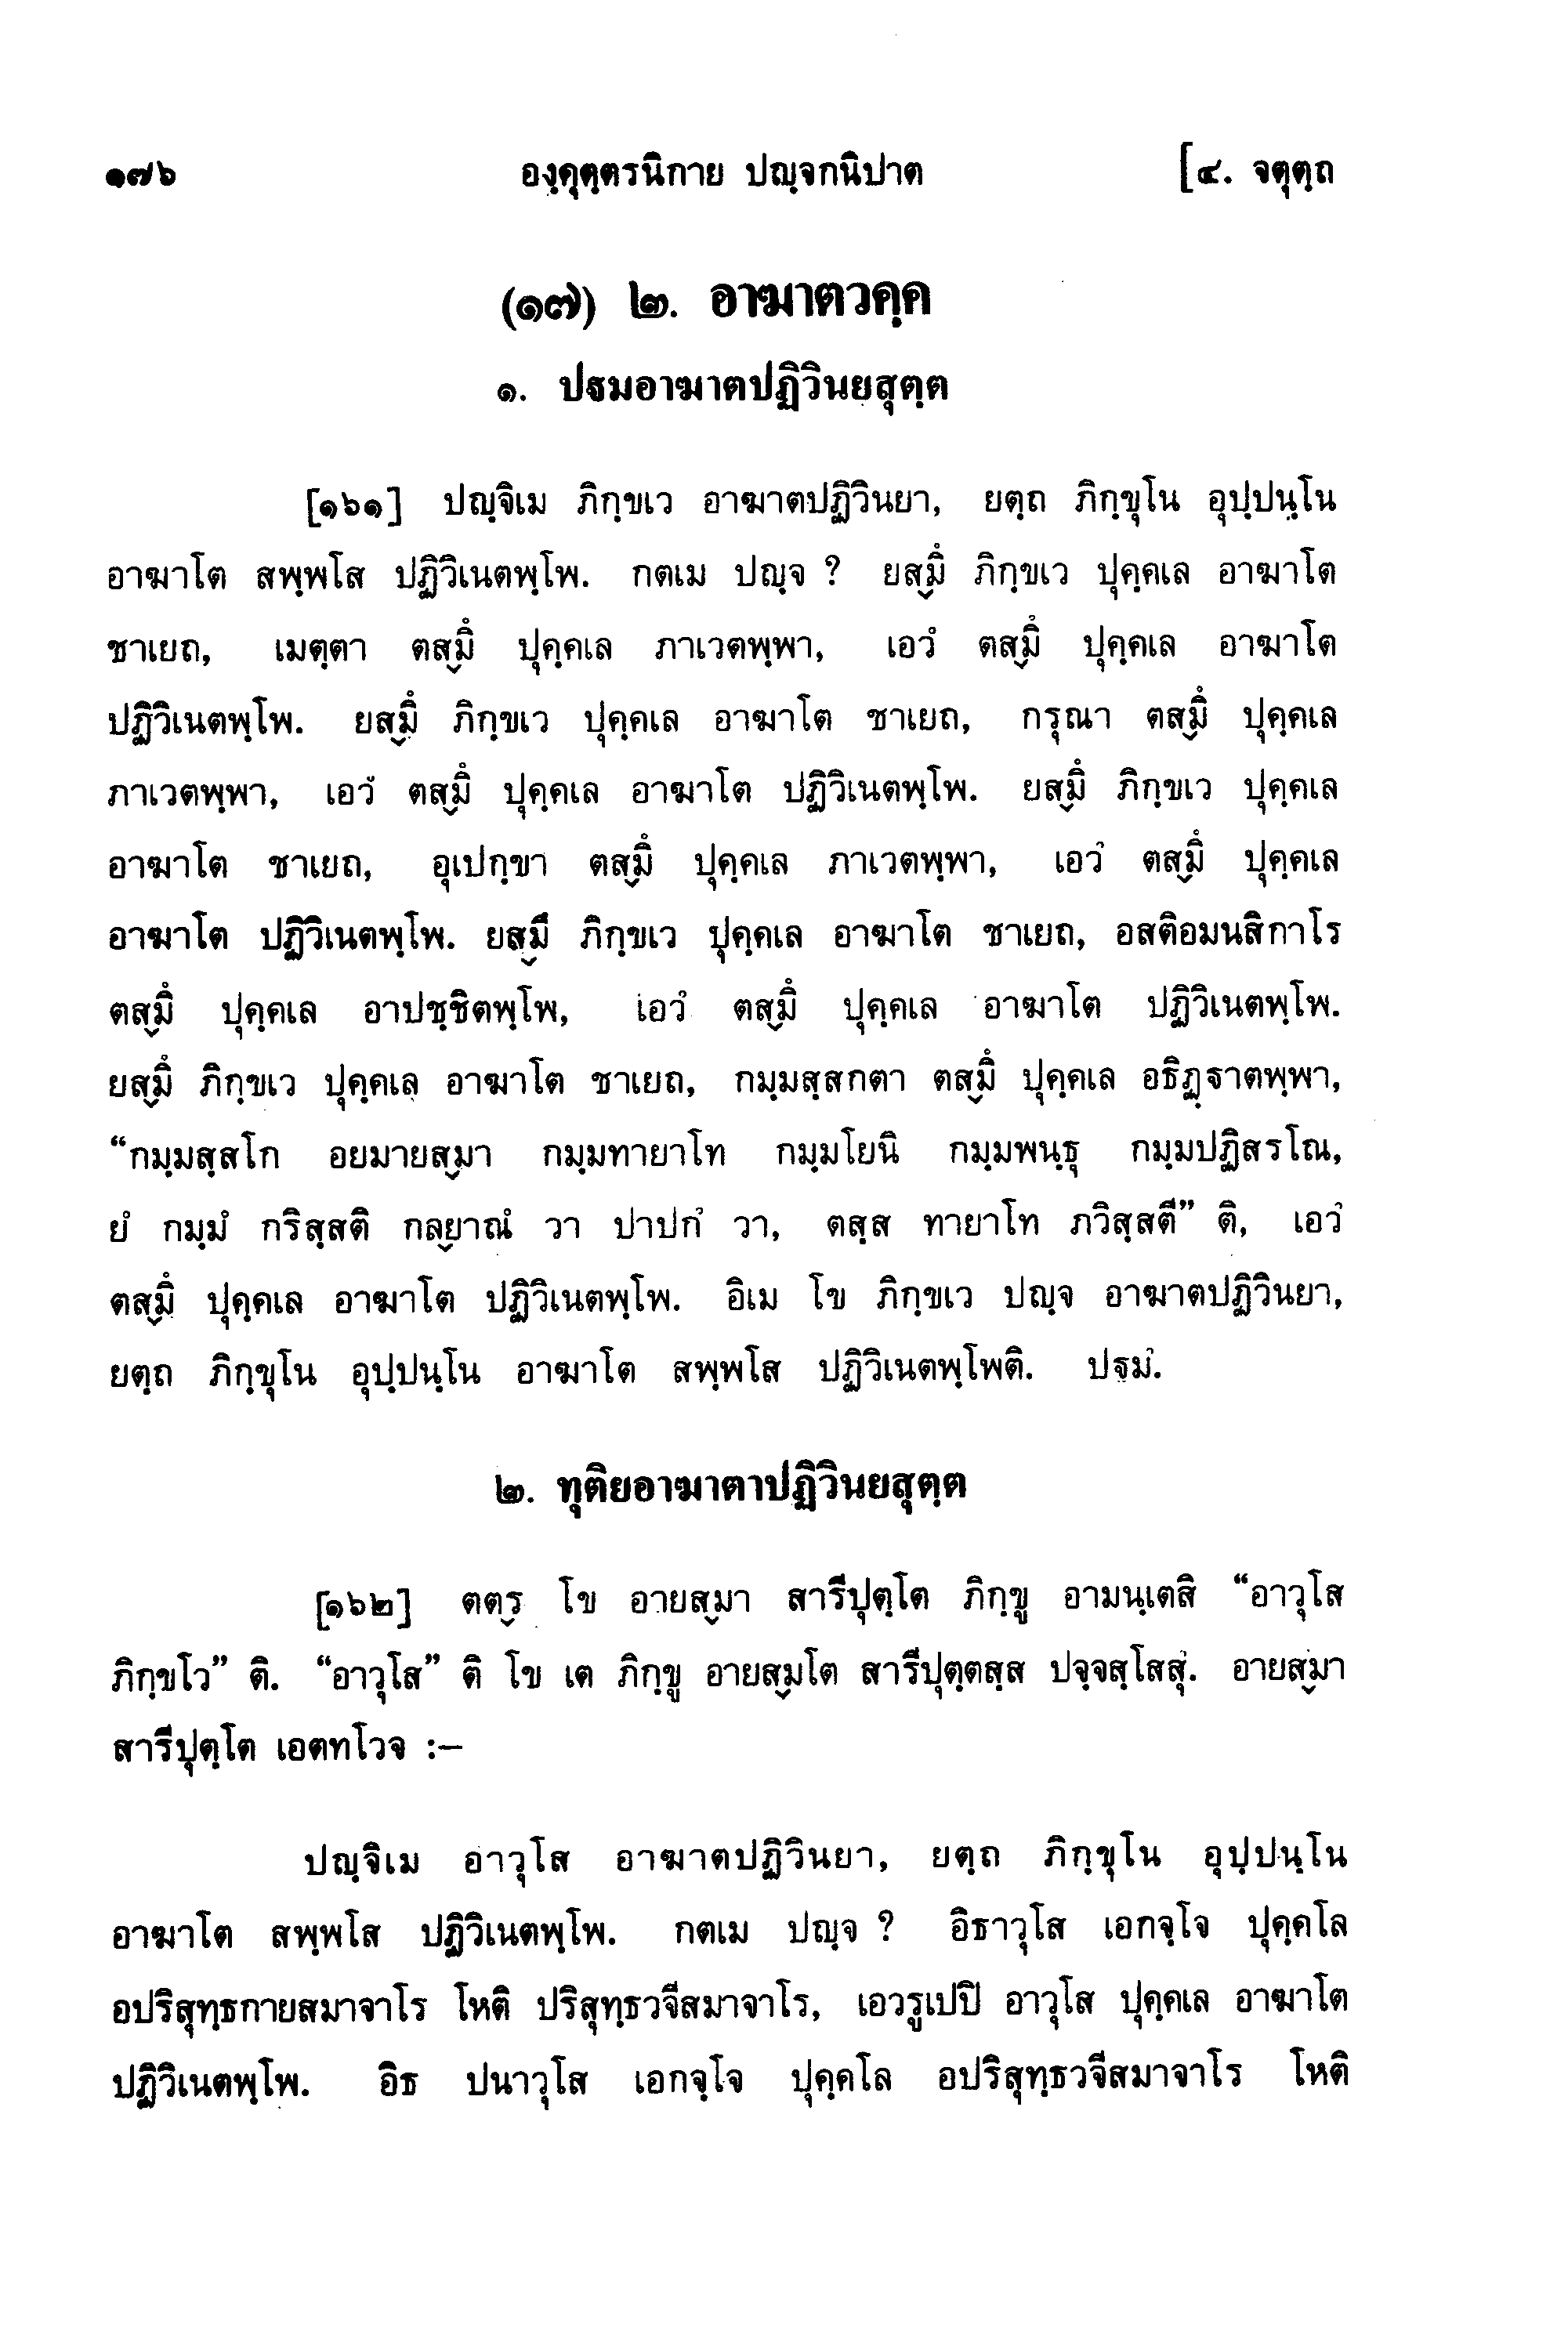 ๑๗๖ องฺคุตฺตรนิกาย ปญฺจกนิปาต [๔. จตุตฺถ
(๑๗) ๒. อาฆาตวคฺค
๑. ปฐมอาฆาตปฏิวินยสุตฺต
[๑๖๑] ปญฺจิเม ภิกฺขเว อาฆาตปฏิวินยา, ยตฺถ ภิกฺขุโน อุปฺปนฺโน
อาฆาโต สพฺพโส ปฏิวิเนตพฺโพ. กตเม ปญฺจ ? ยสฺมิํ ภิกฺขเว ปุคฺคเล อาฆาโต
ชาเยถ, เมตฺตา ตสฺมิํ ปุคฺคเล ภาเวตพฺพา, เอวํ ตสฺมิํ ปุคฺคเล อาฆาโต
ปฏิวิเนตพฺโพ. ยสฺมิํ ภิกฺขเว ปุคฺคเล อาฆาโต ชาเยถ, กรุณา ตสฺมิํ ปุคฺคเล
ภาเวตพฺพา, เอวํ ตสฺมิํ ปุคฺคเล อาฆาโต ปฏิวิเนตพฺโพ. ยสฺมิํ ภิกฺขเว ปุคฺคเล
อาฆาโต ชาเยถ, อุเปกฺขา ตสฺมิํ ปุคฺคเล ภาเวตพฺพา, เอวํ ตสฺมิํ ปุคฺคเล
อาฆาโต ปฏิวิเนตพฺโพ. ยสฺมึ ภิกฺขเว ปุคฺคเล อาฆาโต ชาเยถ, อสติอมนสิกาโร
ตสฺมิํ ปุคฺคเล อาปชฺชิตพฺโพ, เอวํ ตสฺมิํ ปุคฺคเล อาฆาโต ปฏิวิเนตพฺโพ.
ยสฺมิํ ภิกฺขเว ปุคฺคเล อาฆาโต ชาเยถ, กมฺมสฺสกตา ตสฺมิํ ปุคฺคเล อธิฏฺฐาตพฺพา,
“กมฺมสฺสโก อยมายสฺมา กมฺมทายาโท กมฺมโยนิ กมฺมพนฺธุ กมฺมปฏิสรโณ,
ยํ กมฺมํ กริสฺสติ กลฺยาณํ วา ปาปกํ วา, ตสฺส ทายาโท ภวิสฺสตี” ติ, เอวํ
ตสฺมิํ ปุคฺคเล อาฆาโต ปฏิวิเนตพฺโพ. อิเม โข ภิกฺขเว ปญฺจ อาฆาตปฏิวินยา,
ยตฺถ ภิกฺขุโน อุปฺปนฺโน อาฆาโต สพฺพโส ปฏิวิเนตพฺโพติ. ปฐมํ.
๒. ทุติยอาฆาตาปฏิวินยสุตฺต
[๑๖๒] ตตฺร โข อายสฺมา สารีปุตฺโต ภิกฺขู อามนฺเตสิ “อาวุโส
ภิกฺขโว” ติ. “อาวุโส” ติ โข เต ภิกฺขู อายสฺมโต สารีปุตฺตสฺส ปจฺจสฺโสสุํ. อายสฺมา
สารีปุตฺโต เอตทโวจ :–
ปญฺจิเม อาวุโส อาฆาตปฏิวินยา, ยตฺถ ภิกฺขุโน อุปฺปนฺโน
อาฆาโต สพฺพโส ปฏิวิเนตพฺโพ. กตเม ปญฺจ ? อิธาวุโส เอกจฺโจ ปุคฺคโล
อปริสุทฺธกายสมาจาโร โหติ ปริสุทฺธวจีสมาจาโร, เอวรูเปปิ อาวุโส ปุคฺคเล อาฆาโต
ปฏิวิเนตพฺโพ. อิธ ปนาวุโส เอกจฺโจ ปุคฺคโล อปริสุทฺธวจีสมาจาโร โหติ